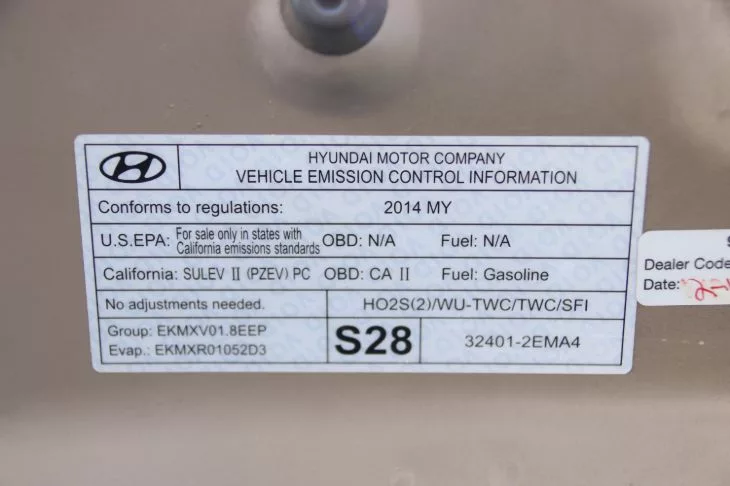 HYUNDAI MOTOR COMPANY
VEHICLE EMISSION CONTROL INFORMATION
Conforms to regulations: 2014 MY
U.S.EPA: For sale only in states with California emissions standards OBD: N/A Fuel: N/A
California: SULEV II (PZEV) PC OBD: CA II Fuel: Gasoline
No adjustments needed. HO2S(2)/WU-TWC/TWC/SFI
Group: EKMXV01.8EEP
Evap.: EKMXR01052D3
S28
32401-2EMA4
Dealer Code
Date: 2-